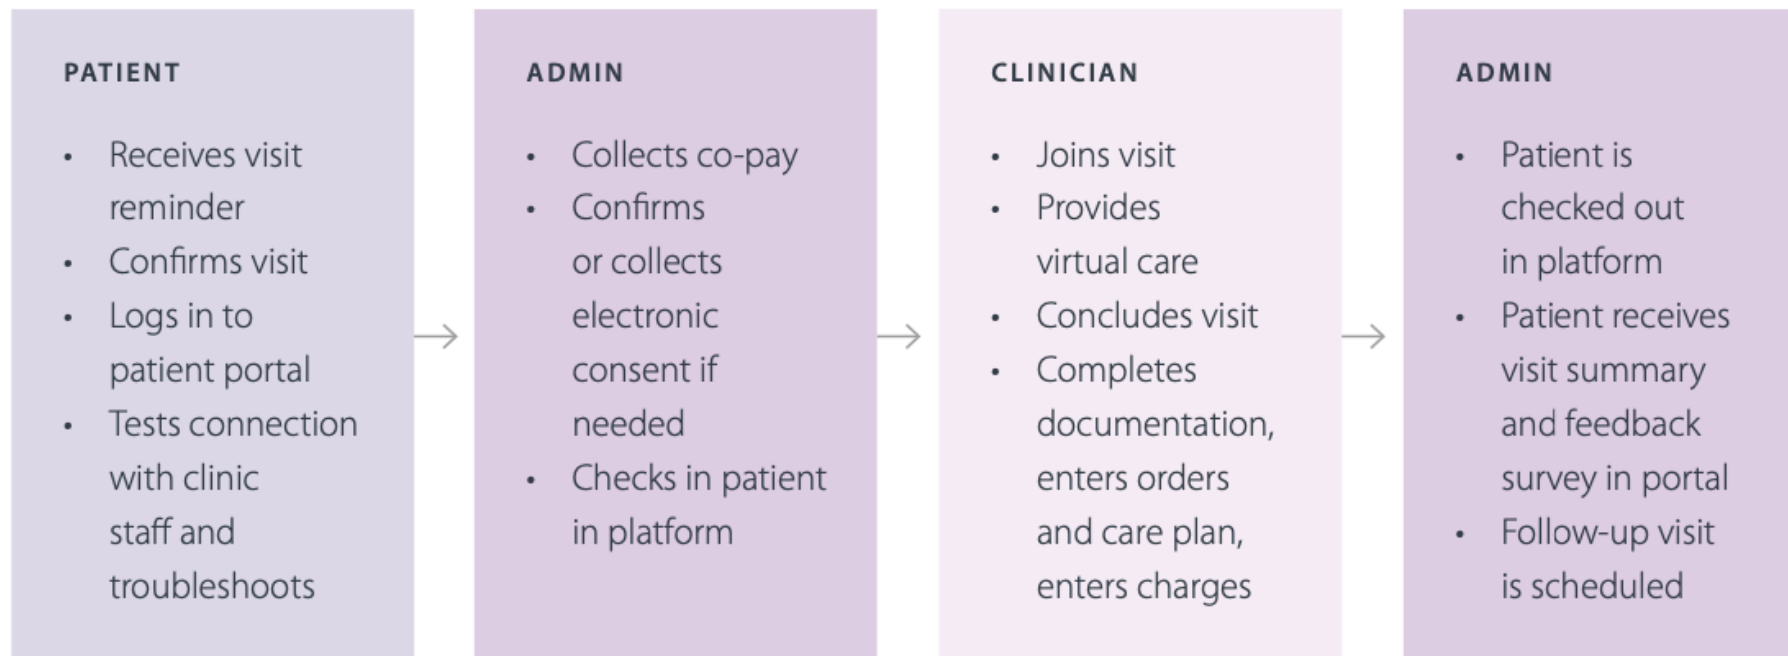 PATIENT
• Receives visit
reminder
• Confirms visit
• Logs in to
patient portal
• Tests connection
with clinic
staff and
troubleshoots
ADMIN
• Collects co-pay
• Confirms
or collects
electronic
consent if
needed
• Checks in patient
in platform
CLINICIAN
• Joins visit
• Provides
virtual care
• Concludes visit
• Completes
documentation,
enters orders
and care plan,
enters charges
ADMIN
• Patient is
checked out
in platform
• Patient receives
visit summary
and feedback
survey in portal
• Follow-up visit
is scheduled